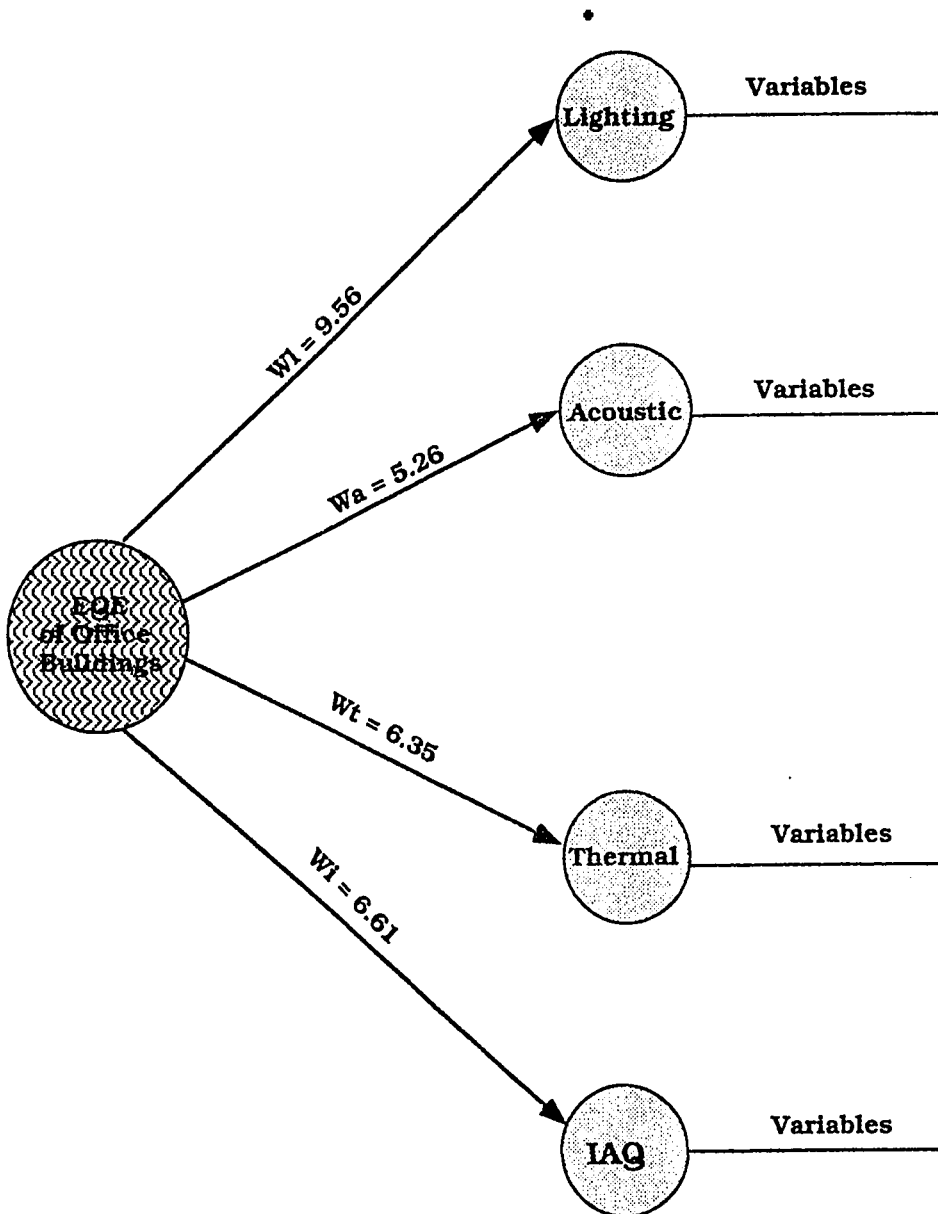 Variables
Lighting
Wl = 9.56
Variables
Acoustic
Wa = 5.26
EQE
of Office
Buildings
Wt = 6.35
Variables
Thermal
Wi = 6.61
Variables
IAQ